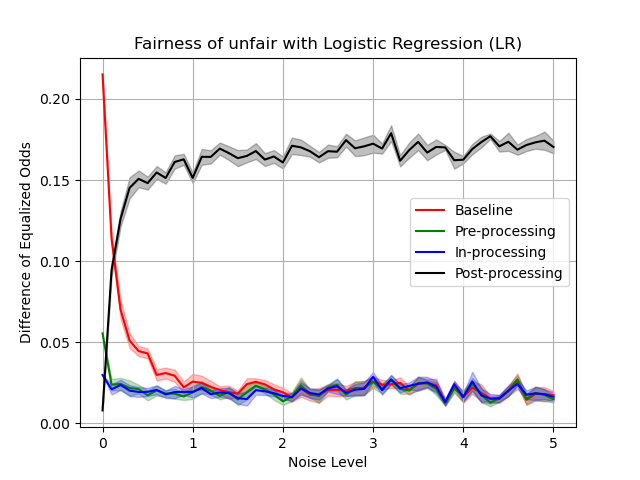 Fairness of unfair with Logistic Regression (LR)
Difference of Equalized Odds
0.20
0.15
0.10
0.05
0.00
Baseline
Pre-processing
In-processing
Post-processing
0 1 2 3 4 5
Noise Level